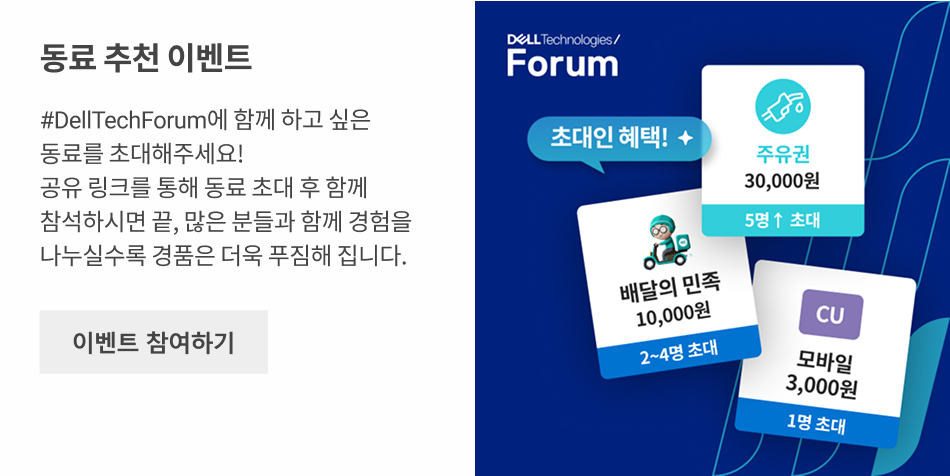 동료 추천 이벤트
#DellTechForum에 함께 하고 싶은
동료를 초대해주세요!
공유 링크를 통해 동료 초대 후 함께
참석하시면 끝, 많은 분들과 함께 경험을
나누실수록 경품은 더욱 푸짐해 집니다.
이벤트 참여하기
DELLTechnologies/
Forum
초대인 혜택!
주유권
30,000원
5명↑ 초대
배달의 민족
10,000원
2~4명 초대
CU
모바일
3,000원
1명 초대